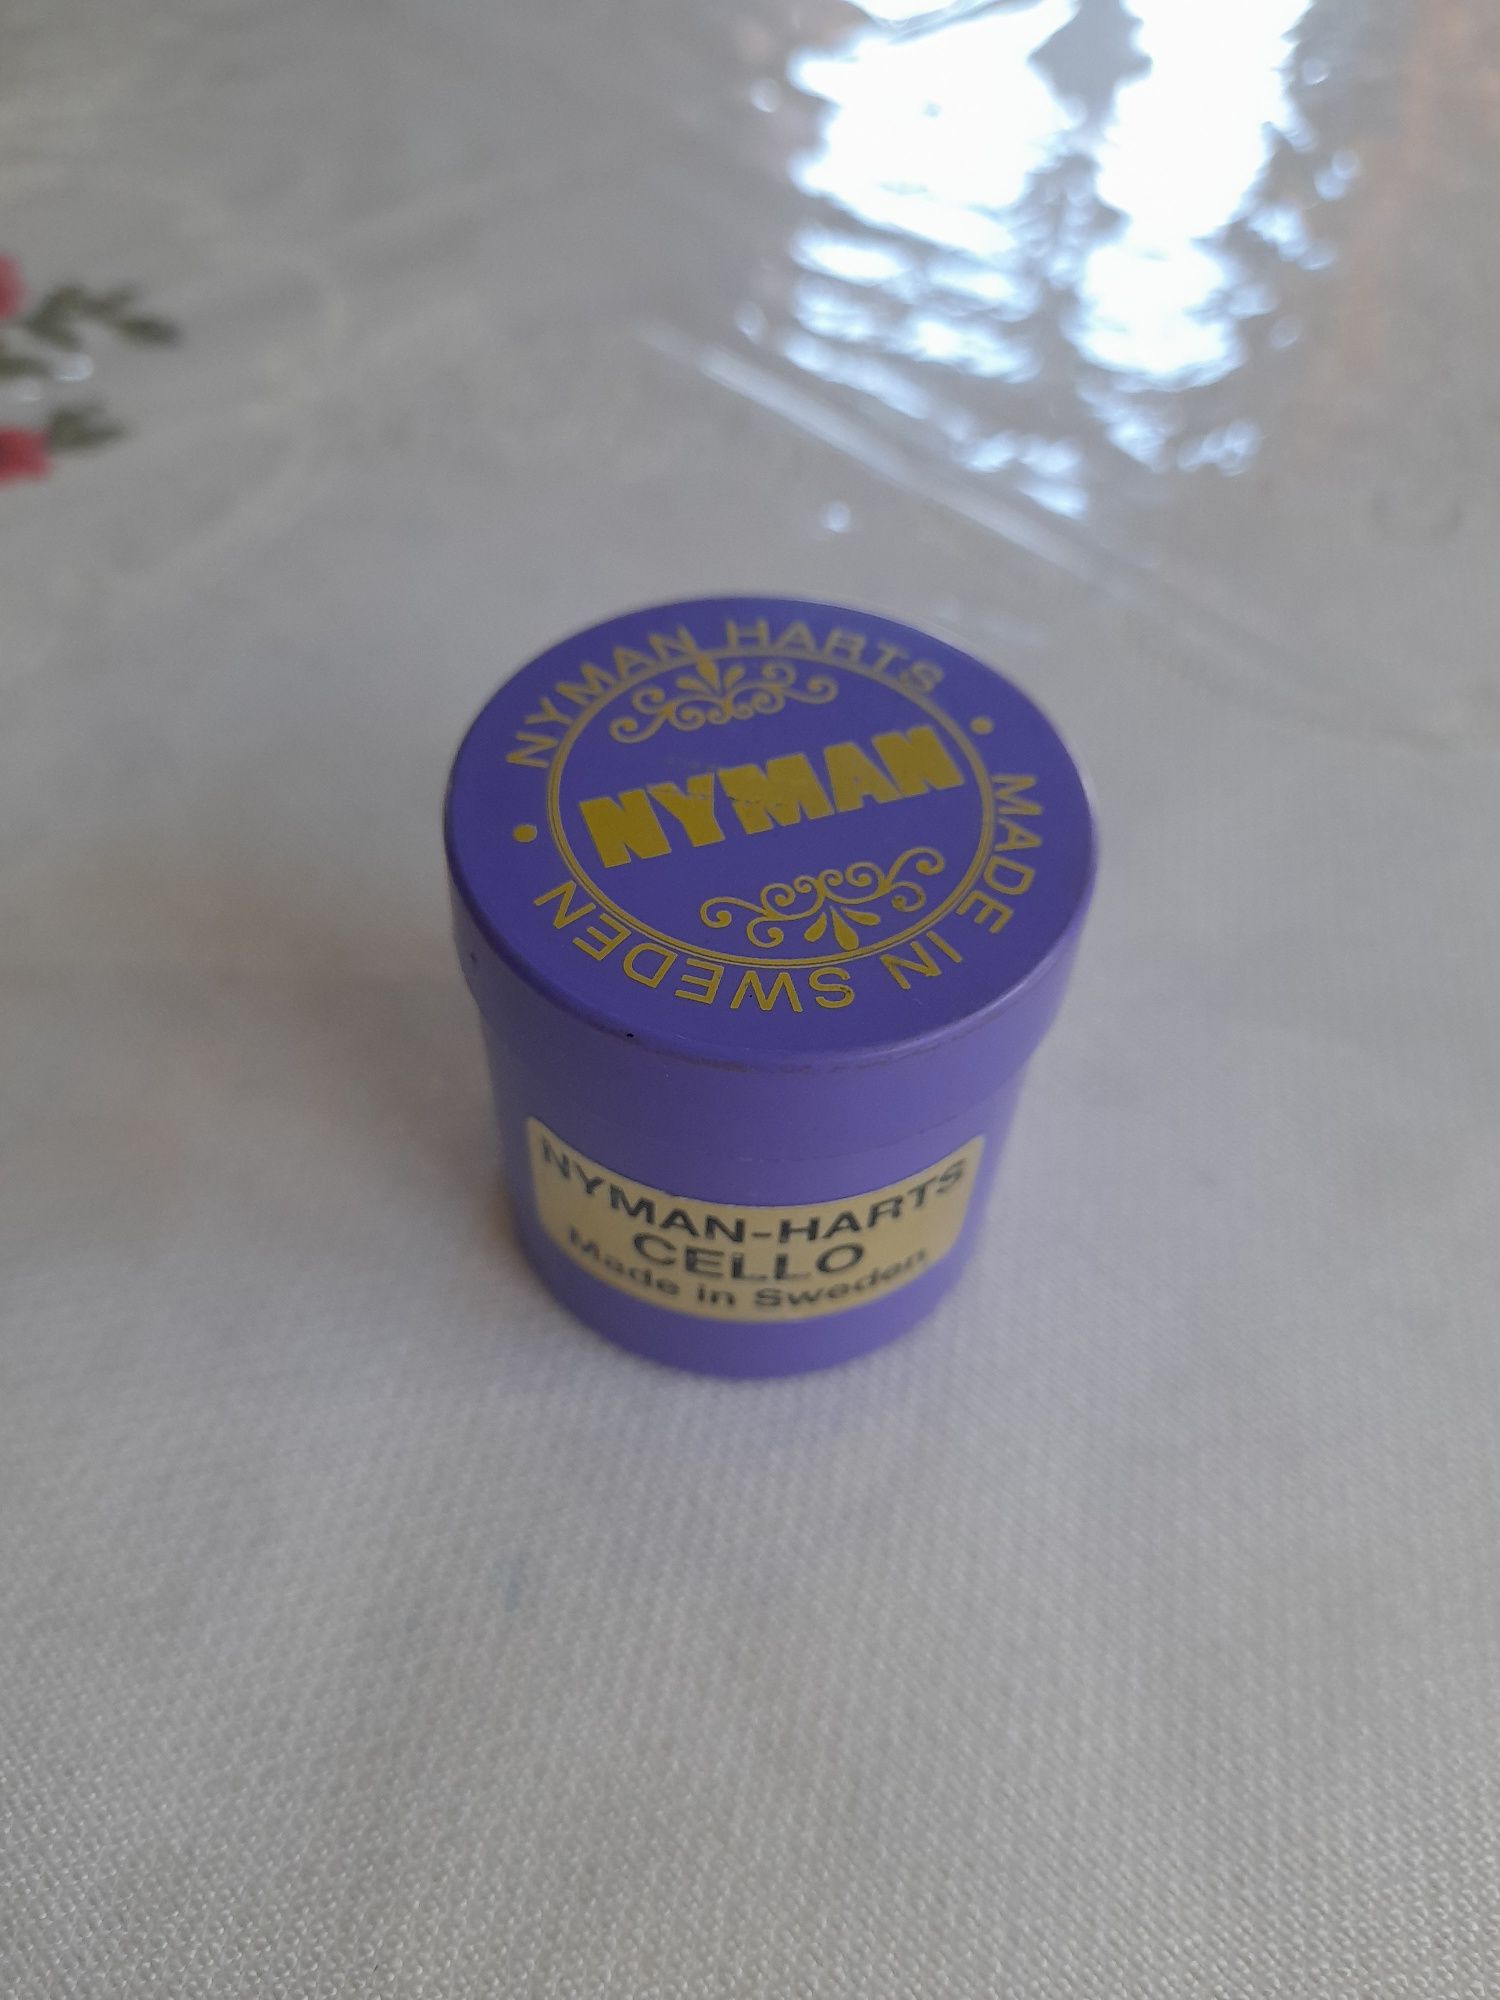 NYMAN HARTS • MADE IN SWEDEN •
NYMAN
NYMAN-HARTS
CELLO
Made in Sweden